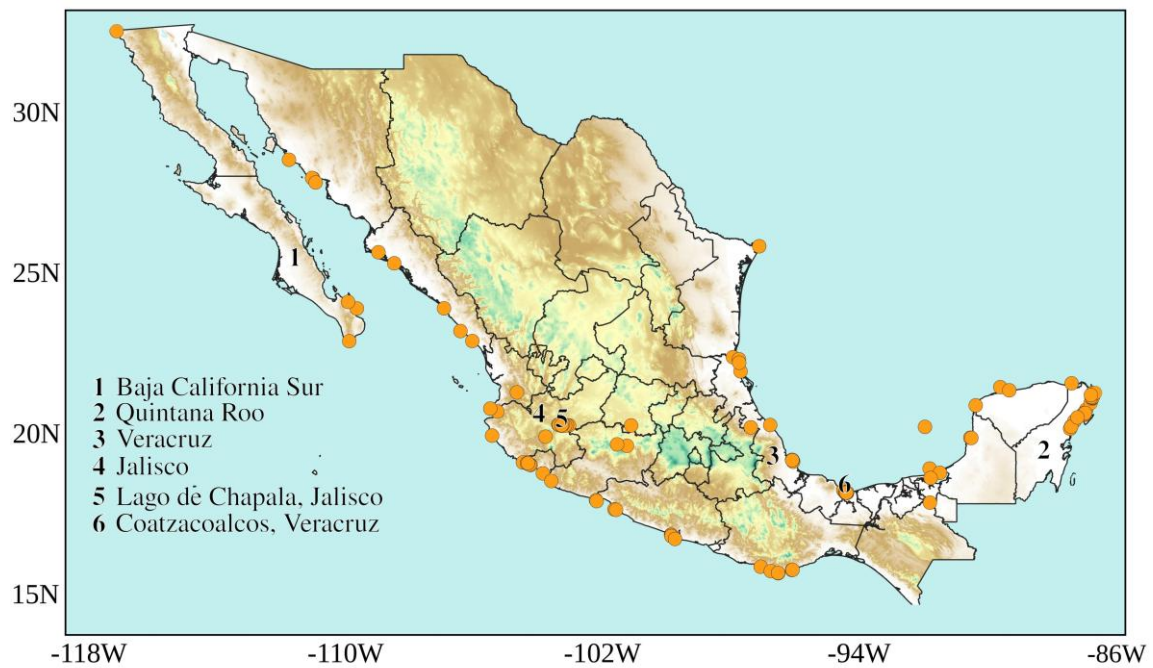 30N
25N
20N
15N
1
2
3
4
5
6
1 Baja California Sur
2 Quintana Roo
3 Veracruz
4 Jalisco
5 Lago de Chapala, Jalisco
6 Coatzacoalcos, Veracruz
-118W -110W -102W -94W -86W